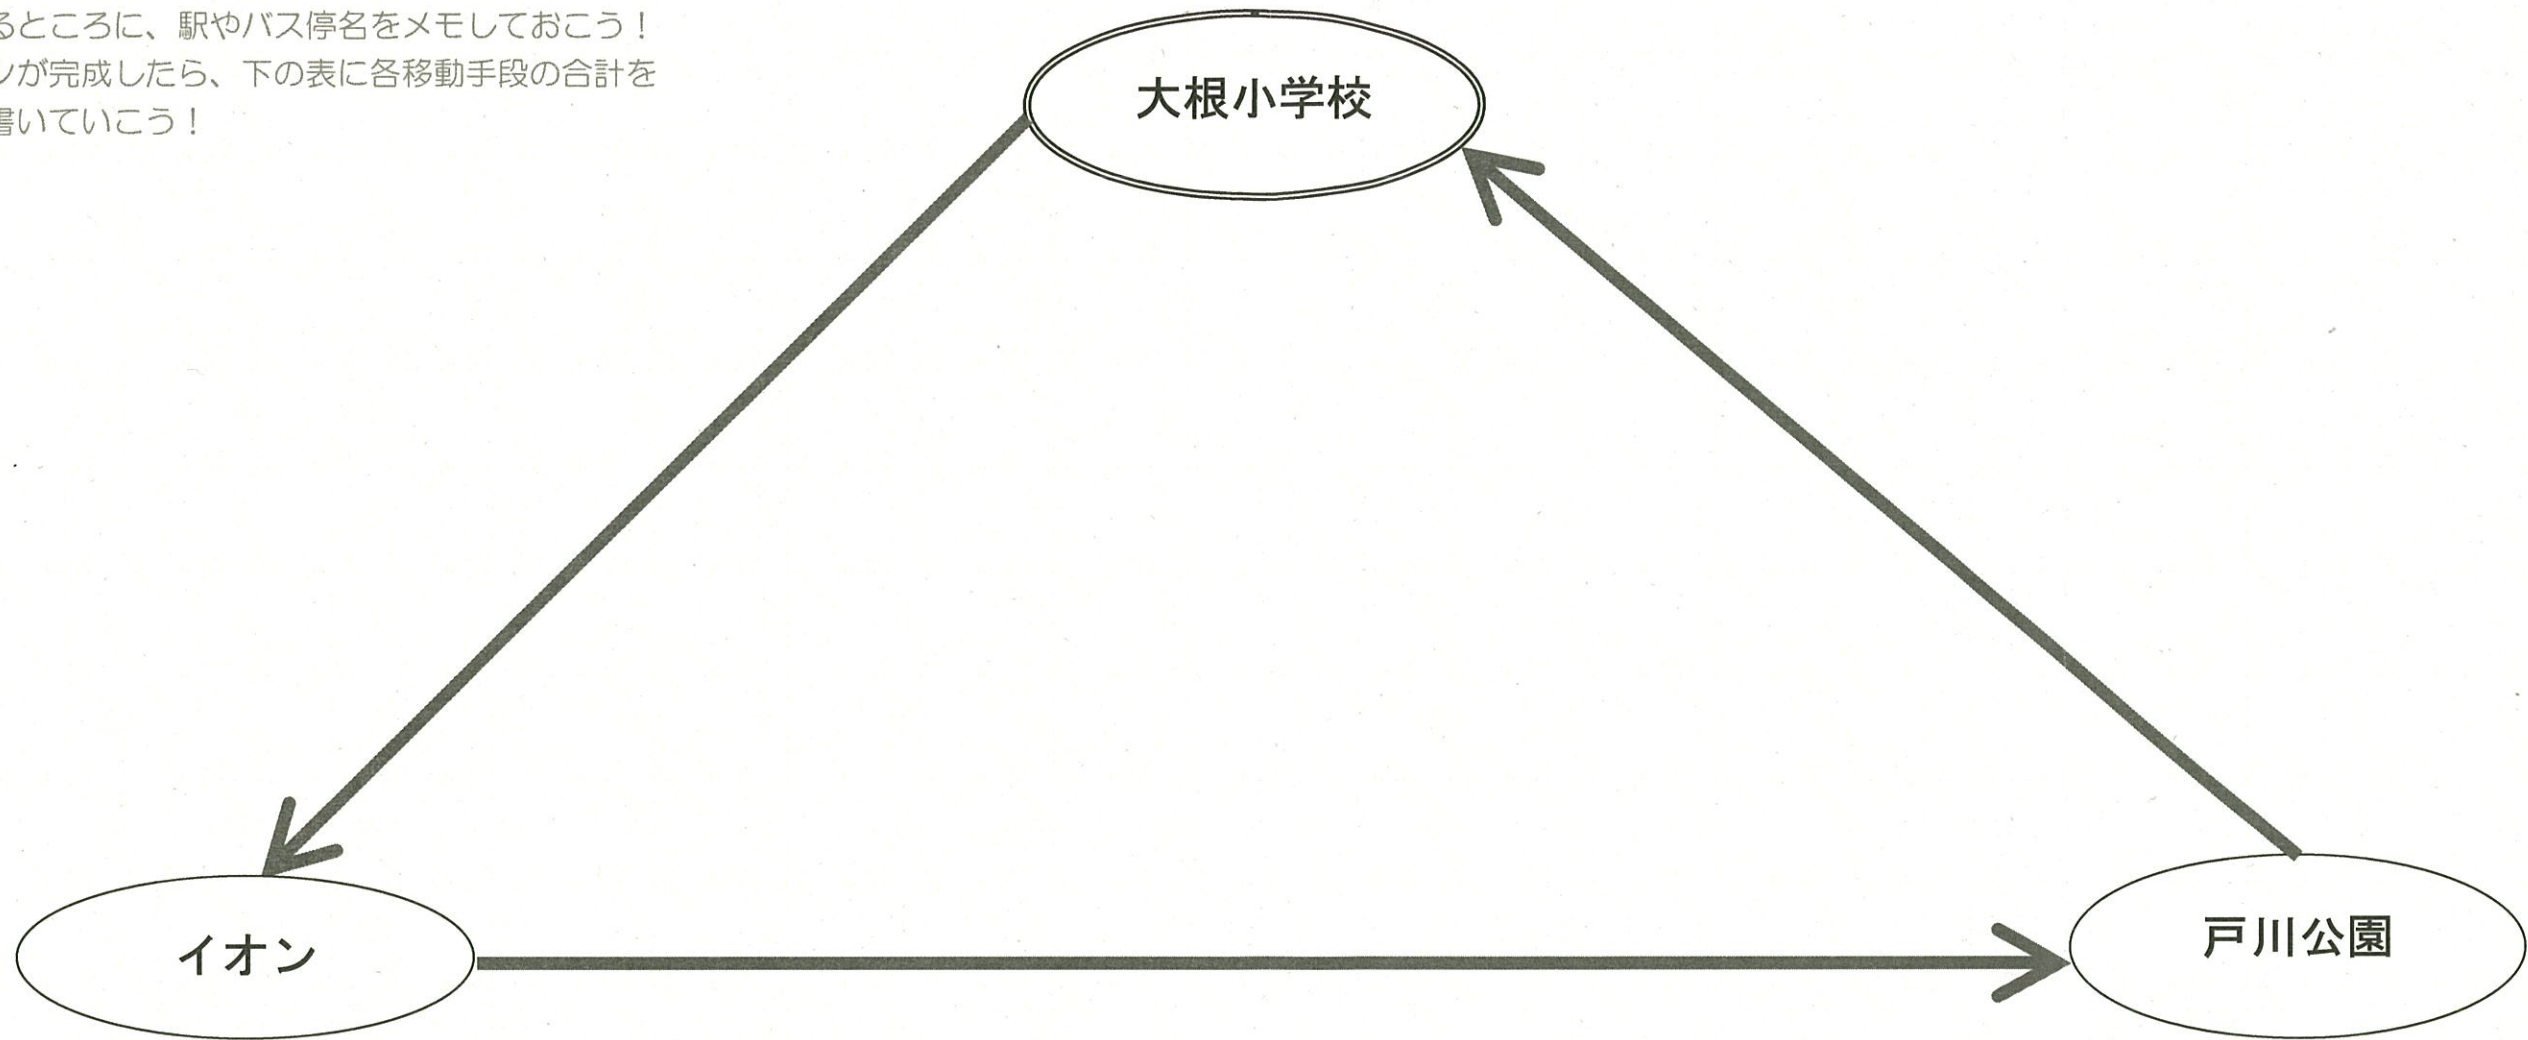 るところに、駅やバス停名をメモしておこう！
ンが完成したら、下の表に各移動手段の合計を
書いていこう！
大根小学校
イオン
戸川公園